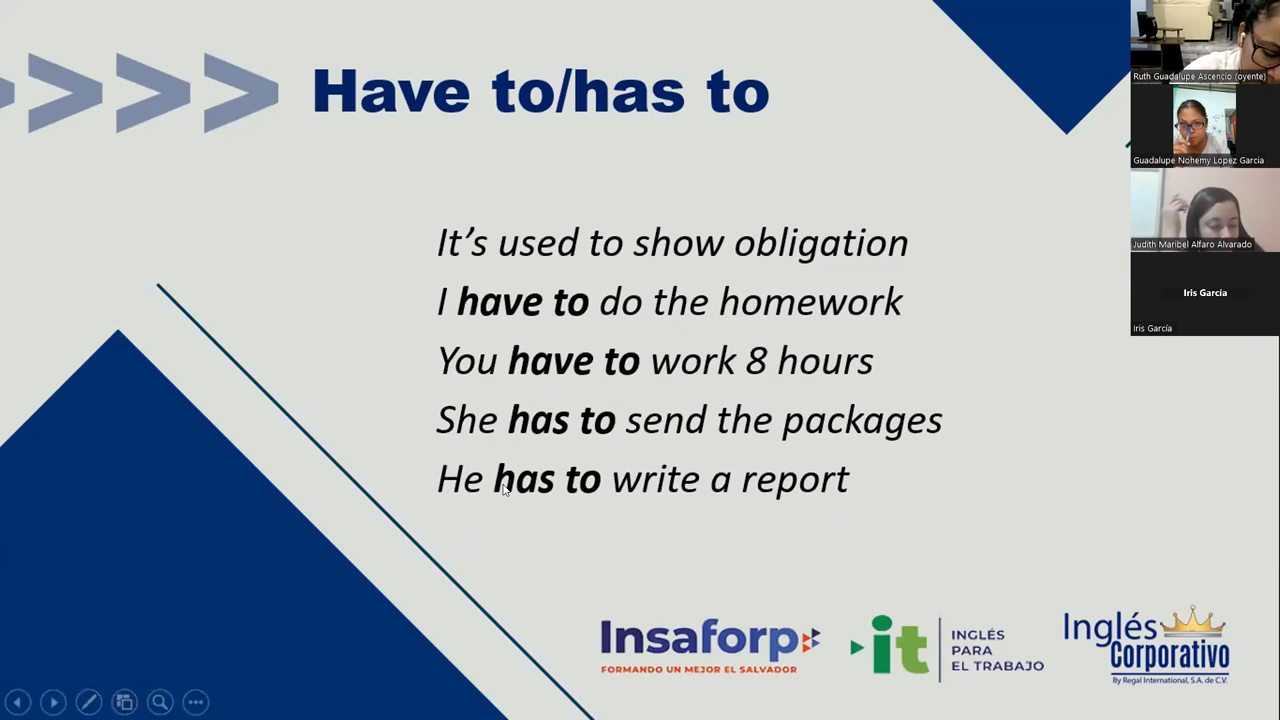 Have to/has to
It's used to show obligation
I have to do the homework
You have to work 8 hours
She has to send the packages
He has to write a report
Ruth Guadalupe Ascencio (oyente)
Guadalupe Nohemy Lopez Garcia
Judith Maribel Alfaro Alvarado
Iris García
Iris García
Insaforp
FORMANDO UN MEJOR EL SALVADOR
it
INGLÉS
PARA
EL TRABAJO
Inglés
Corporativo
By Regal International, S.A. de C.V.